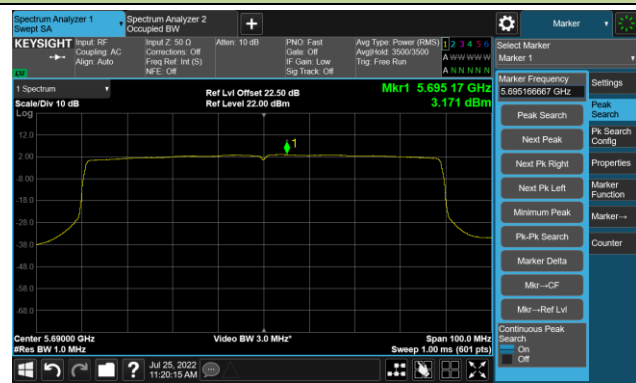 Spectrum Analyzer 1
Swept SA
Spectrum Analyzer 2
Occupied BW
Marker
KEYSIGHT
Input: RF
Coupling: AC
Align: Auto
Input Z: 50 Ω
Corrections: Off
Freq Ref: Int (S)
NFE: Off
Atten: 10 dB
PNO: Fast
Gate: Off
IF Gain: Low
Sig Track: Off
Avg Type: Power (RMS)
Avg|Hold: 3500/3500
Trig: Free Run
1 2 3 4 5 6
A W W W W W
A N N N N N
Select Marker
Marker 1
1 Spectrum
Scale/Div 10 dB
Log
Ref Lvl Offset 22.50 dB
Ref Level 22.00 dBm
Mkr1 5.695 17 GHz
3.171 dBm
1
12.0
2.00
-8.00
-18.0
-28.0
-38.0
-48.0
-58.0
-68.0
Center 5.69000 GHz
#Res BW 1.0 MHz
Video BW 3.0 MHz*
Span 100.0 MHz
Sweep 1.00 ms (601 pts)
Marker Frequency
5.695166667 GHz
Peak Search
Next Peak
Next Pk Right
Next Pk Left
Minimum Peak
Pk-Pk Search
Marker Delta
Mkr→CF
Mkr→Ref Lvl
Continuous Peak
Search
On
Off
Settings
Peak
Search
Pk Search
Config
Properties
Marker
Function
Marker→
Counter
Jul 25, 2022
11:20:15 AM